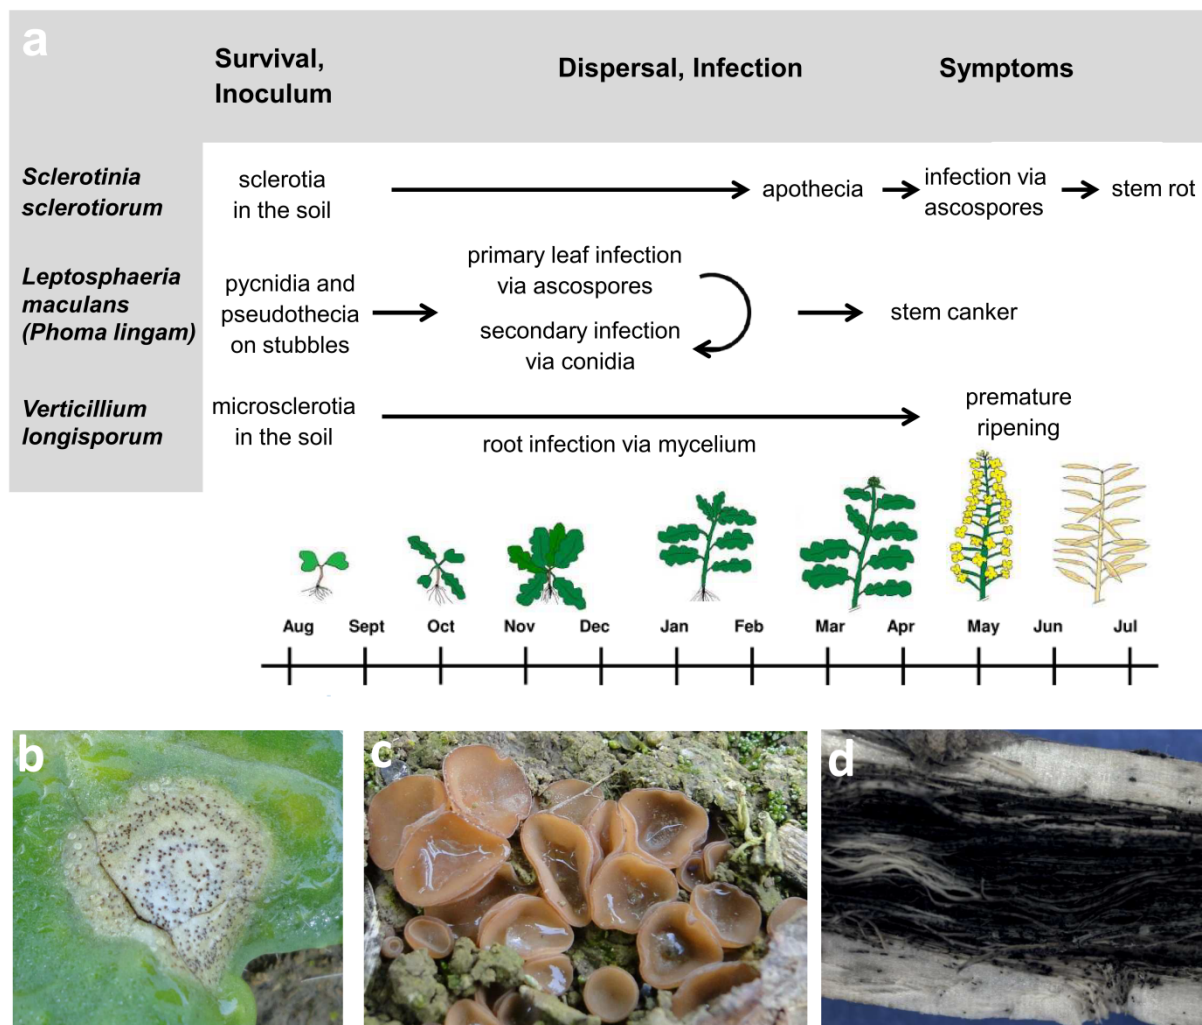 a
Survival,
Inoculum
Dispersal, Infection
Symptoms
Sclerotinia
sclerotiorum
sclerotia
in the soil
apothecia
infection via
ascospores
stem rot
Leptosphaeria
maculans
(Phoma lingam)
pycnidia and
pseudothecia
on stubbles
primary leaf infection
via ascospores
secondary infection
via conidia
stem canker
Verticillium
longisporum
microsclerotia
in the soil
root infection via mycelium
premature
ripening
Aug Sept Oct Nov Dec Jan Feb Mar Apr May Jun Jul
b
c
d